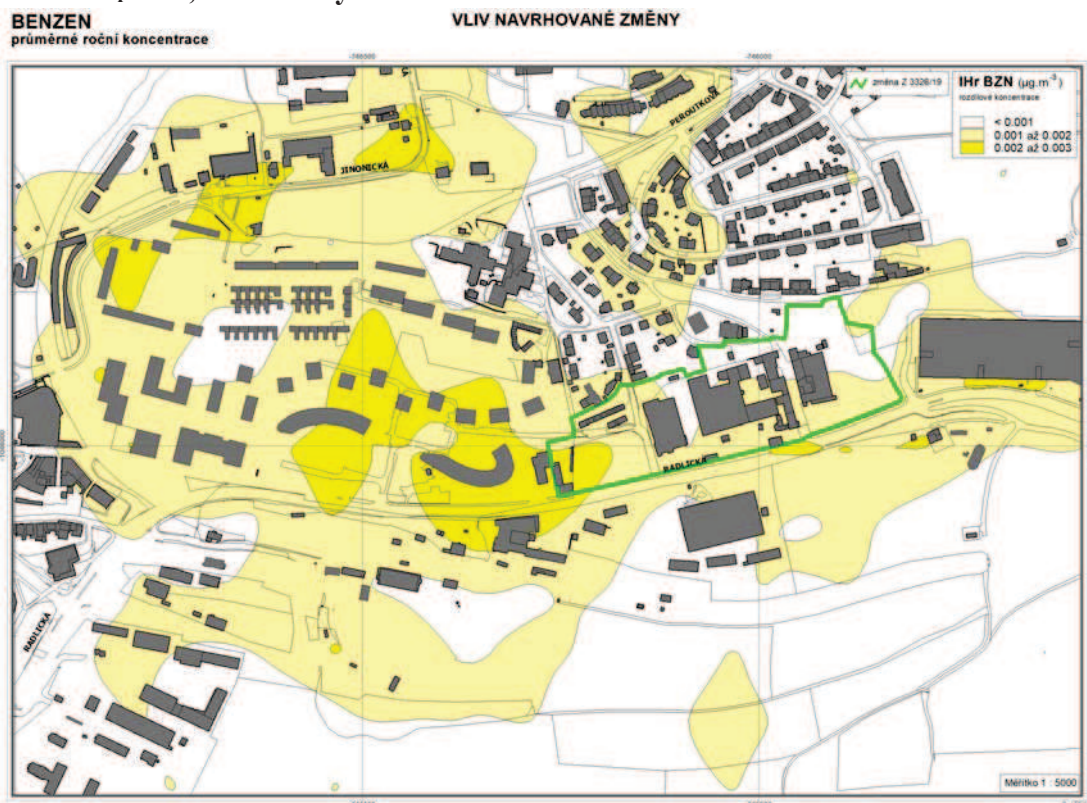 BENZEN
průměrné roční koncentrace
VLIV NAVRHOVANÉ ZMĚNY
změna Z 3326/19
IHr BZN (µg.m⁻³)
rozdílové koncentrace
< 0.001
0.001 až 0.002
0.002 až 0.003
PEROUTKOVA
JINONICKÁ
RADLICKÁ
RADLICKÁ
Měřítko 1 : 5000